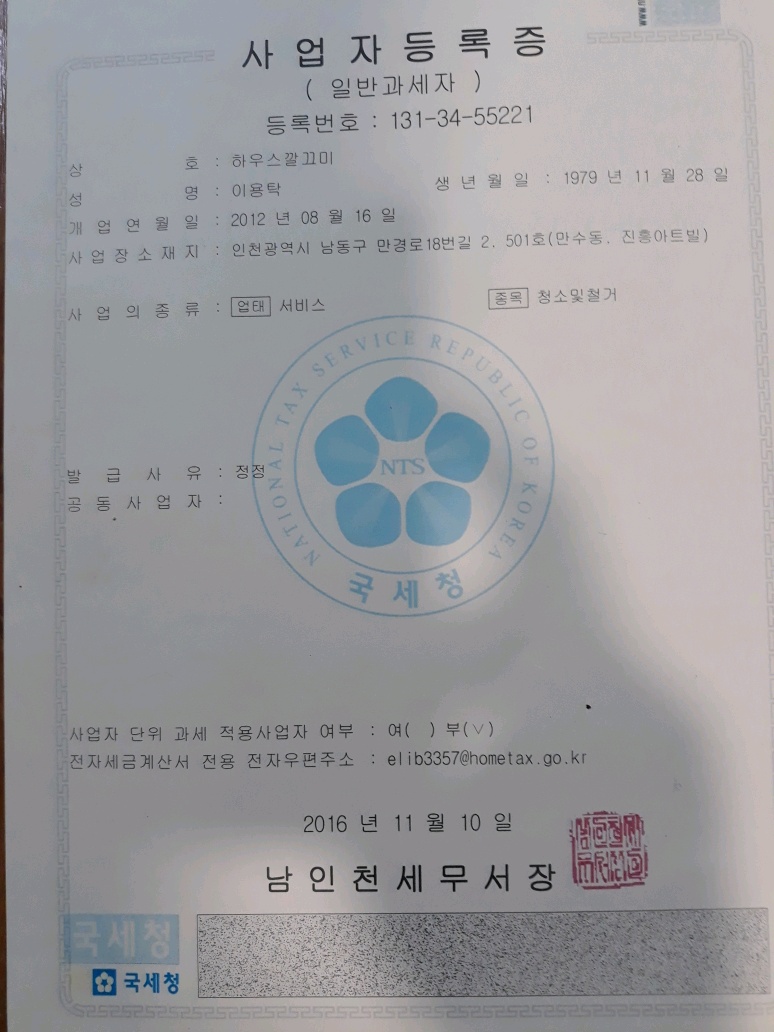 사업자등록증
( 일반과세자 )
등록번호 : 131-34-55221
상 호 : 하우스깔끄미
성 명 : 이용탁 생 년 월 일 : 1979 년 11 월 28 일
개 업 연 월 일 : 2012 년 08 월 16 일
사 업 장 소 재 지 : 인천광역시 남동구 만경로18번길 2, 501호(만수동, 진흥아트빌)
사 업 의 종 류 : 업태 서비스 종목 청소및철거
NATIONAL TAX SERVICE REPUBLIC OF KOREA
NTS
국세청
발 급 사 유 : 정정
공 동 사 업 자 :
사업자 단위 과세 적용사업자 여부 : 여( ) 부(∨)
전자세금계산서 전용 전자우편주소 : elib3357@hometax.go.kr
2016 년 11 월 10 일
남인천세무서장
국세청
국세청